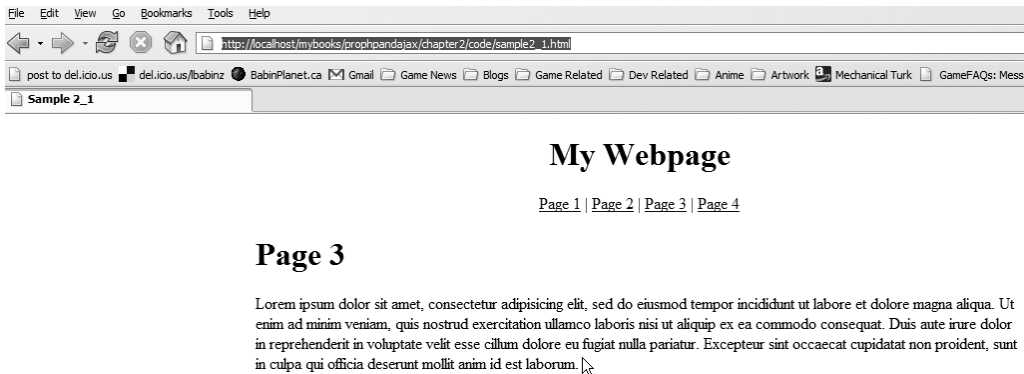 File Edit View Go Bookmarks Tools Help
http://localhost/mybooks/prophpandajax/chapter2/code/sample2_1.html
post to del.icio.us del.icio.us/babinz BabinPlanet.ca Gmail Game News Blogs Game Related Dev Related Anime Artwork Mechanical Turk GameFAQs: Mess
Sample 2_1
My Webpage
Page 1 | Page 2 | Page 3 | Page 4
Page 3
Lorem ipsum dolor sit amet, consectetur adipisicing elit, sed do eiusmod tempor incididunt ut labore et dolore magna aliqua. Ut
enim ad minim veniam, quis nostrud exercitation ullamco laboris nisi ut aliquip ex ea commodo consequat. Duis aute irure dolor
in reprehenderit in voluptate velit esse cillum dolore eu fugiat nulla pariatur. Excepteur sint occaecat cupidatat non proident, sunt
in culpa qui officia deserunt mollit anim id est laborum.